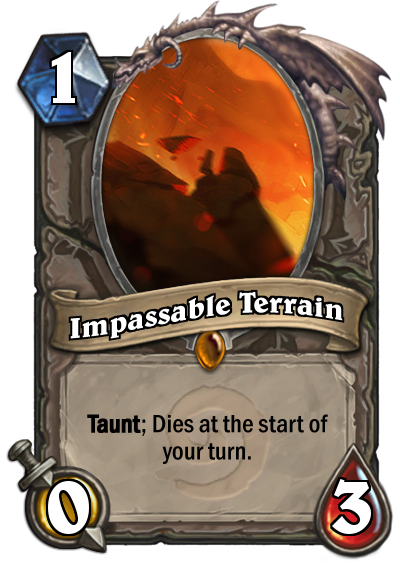 1
Impassable Terrain
Taunt; Dies at the start of
your turn.
0
3